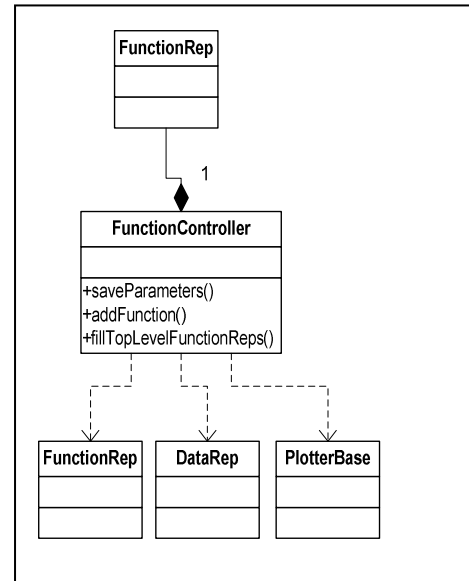 FunctionRep
1
FunctionController
+saveParameters()
+addFunction()
+fillTopLevelFunctionReps()
FunctionRep DataRep PlotterBase